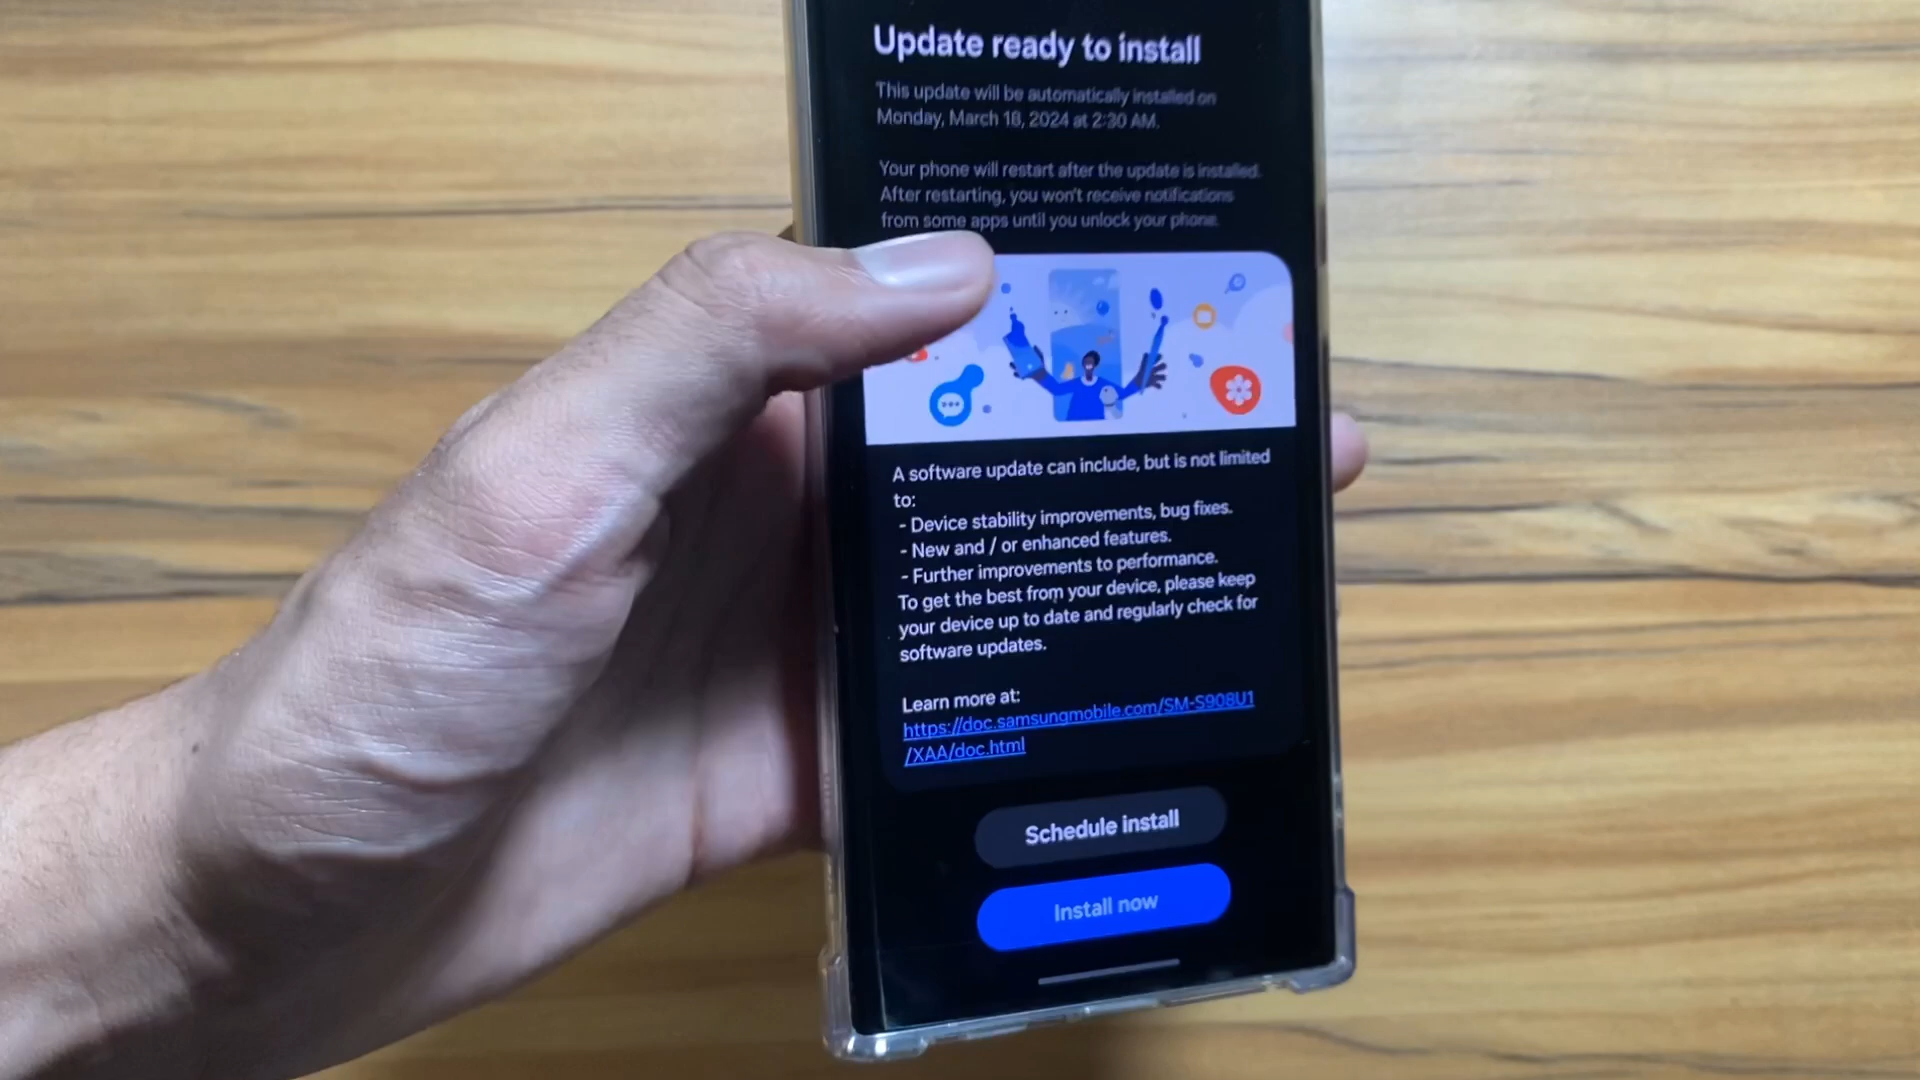 Update ready to install
This update will be automatically installed on
Monday, March 18, 2024 at 2:30 AM.
Your phone will restart after the update is installed.
After restarting, you won't receive notifications
from some apps until you unlock your phone.
A software update can include, but is not limited
to:
- Device stability improvements, bug fixes.
- New and / or enhanced features.
- Further improvements to performance.
To get the best from your device, please keep
your device up to date and regularly check for
software updates.
Learn more at:
https://doc.samsungmobile.com/SM-S908U1
/XAA/doc.html
Schedule install
Install now